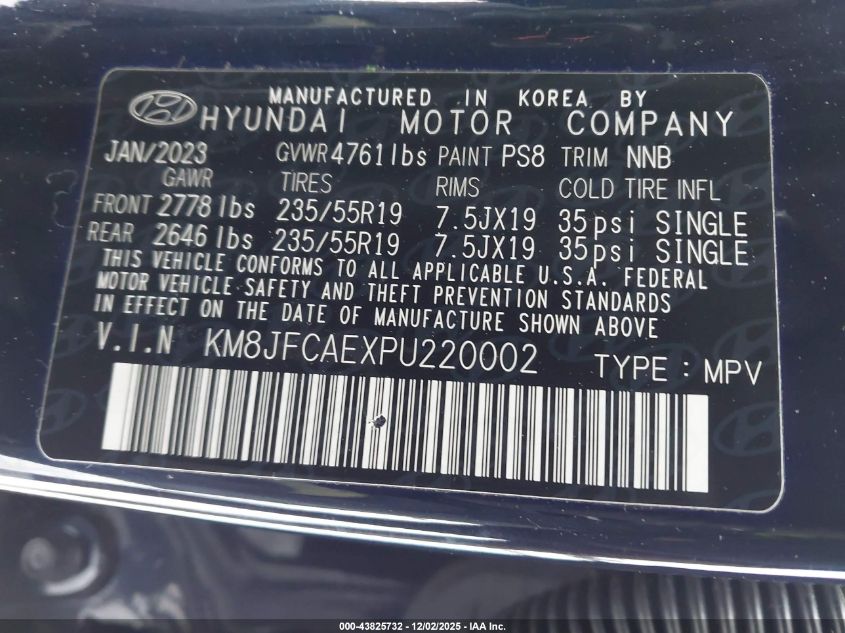 MANUFACTURED IN KOREA BY
HYUNDAI MOTOR COMPANY
JAN/2023 GVWR 4761 lbs PAINT PS8 TRIM NNB
GAWR TIRES RIMS COLD TIRE INFL
FRONT 2778 lbs 235/55R19 7.5JX19 35psi SINGLE
REAR 2646 lbs 235/55R19 7.5JX19 35psi SINGLE
THIS VEHICLE CONFORMS TO ALL APPLICABLE U.S.A. FEDERAL
MOTOR VEHICLE SAFETY AND THEFT PREVENTION STANDARDS
IN EFFECT ON THE DATE OF MANUFACTURE SHOWN ABOVE
V.I.N KM8JFCAEXPU220002 TYPE : MPV
000-43825732 - 12/02/2025 - IAA Inc.